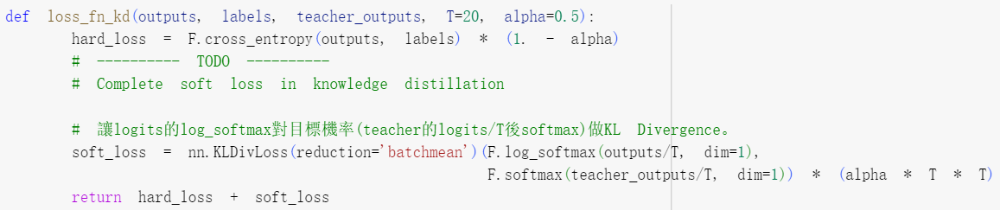 def loss_fn_kd(outputs, labels, teacher_outputs, T=20, alpha=0.5):
hard_loss = F.cross_entropy(outputs, labels) * (1. - alpha)
# ---------- TODO ----------
# Complete soft loss in knowledge distillation
# 讓logits的log_softmax對目標機率(teacher的logits/T後softmax)做KL Divergence。
soft_loss = nn.KLDivLoss(reduction='batchmean')(F.log_softmax(outputs/T, dim=1),
F.softmax(teacher_outputs/T, dim=1)) * (alpha * T * T)
return hard_loss + soft_loss